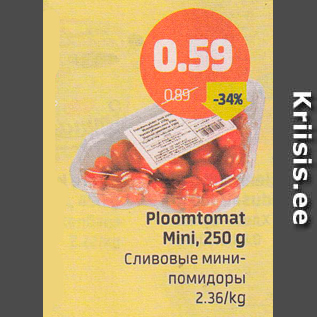 0.59
0.89
-34%
Ploomtomat
Mini, 250 g
Сливовые мини-
помидоры
2.36/kg
Kriisis.ee